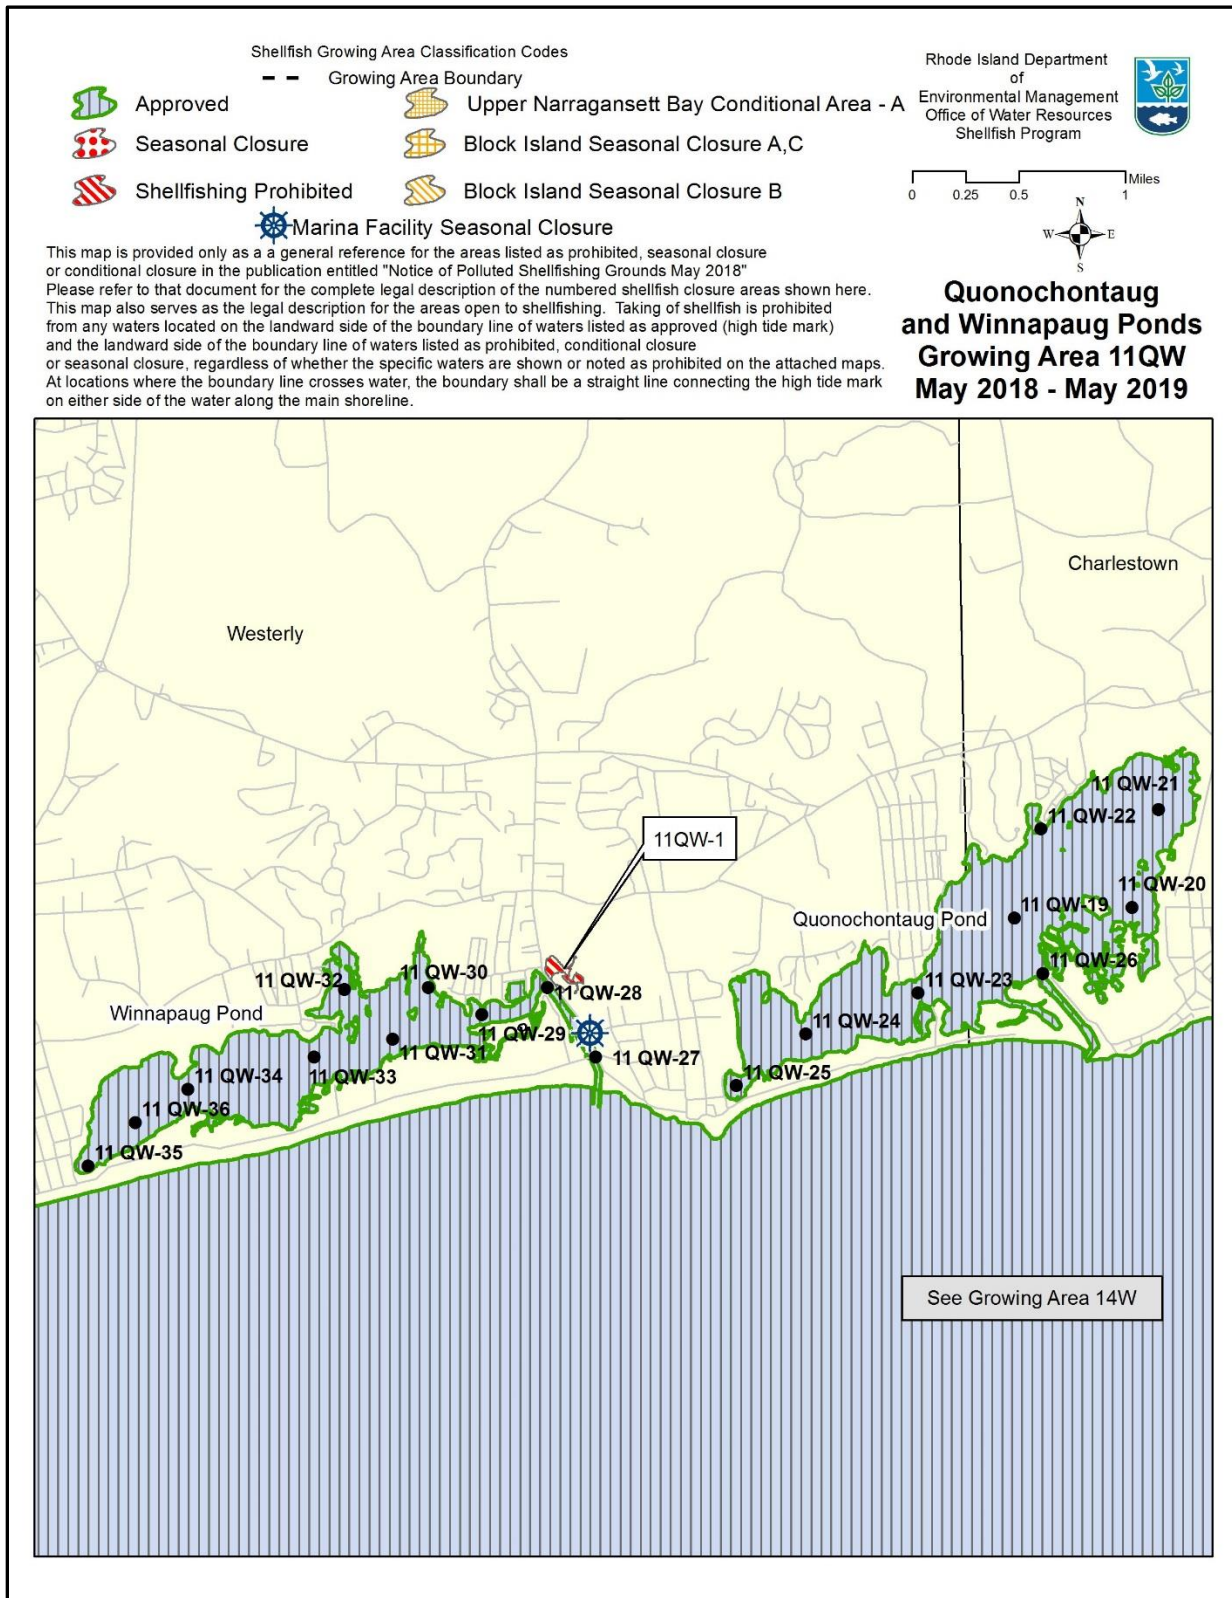 Shellfish Growing Area Classification Codes
Growing Area Boundary
Approved
Upper Narragansett Bay Conditional Area - A
Seasonal Closure
Block Island Seasonal Closure A,C
Shellfishing Prohibited
Block Island Seasonal Closure B
Marina Facility Seasonal Closure
Rhode Island Department
of
Environmental Management
Office of Water Resources
Shellfish Program
Miles
0 0.25 0.5 1
N
W E
S
This map is provided only as a a general reference for the areas listed as prohibited, seasonal closure
or conditional closure in the publication entitled "Notice of Polluted Shellfishing Grounds May 2018"
Please refer to that document for the complete legal description of the numbered shellfish closure areas shown here.
This map also serves as the legal description for the areas open to shellfishing. Taking of shellfish is prohibited
from any waters located on the landward side of the boundary line of waters listed as approved (high tide mark)
and the landward side of the boundary line of waters listed as prohibited, conditional closure
or seasonal closure, regardless of whether the specific waters are shown or noted as prohibited on the attached maps.
At locations where the boundary line crosses water, the boundary shall be a straight line connecting the high tide mark
on either side of the water along the main shoreline.
Quonochontaug
and Winnapaug Ponds
Growing Area 11QW
May 2018 - May 2019
Charlestown
Westerly
11 QW-21
11 QW-22
11QW-1
11 QW-20
11 QW-19
Quonochontaug Pond
11 QW-26
11 QW-30
11 QW-32
11 QW-23
11 QW-28
Winnapaug Pond
11 QW-24
11 QW-29
11 QW-31
11 QW-27
11 QW-33
11 QW-25
11 QW-34
11 QW-36
11 QW-35
See Growing Area 14W